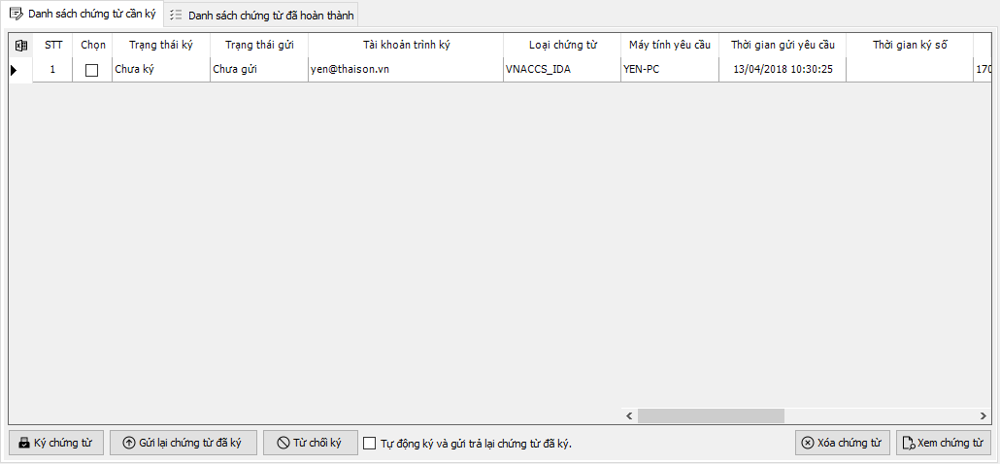 Danh sách chứng từ cần ký Danh sách chứng từ đã hoàn thành
STT Chọn Trạng thái ký Trạng thái gửi Tài khoản trình ký Loại chứng từ Máy tính yêu cầu Thời gian gửi yêu cầu Thời gian ký số
1 Chưa ký Chưa gửi yen@thaison.vn VNACCS_IDA YEN-PC 13/04/2018 10:30:25 170
Ký chứng từ Gửi lại chứng từ đã ký Từ chối ký Tự động ký và gửi trả lại chứng từ đã ký. Xóa chứng từ Xem chứng từ